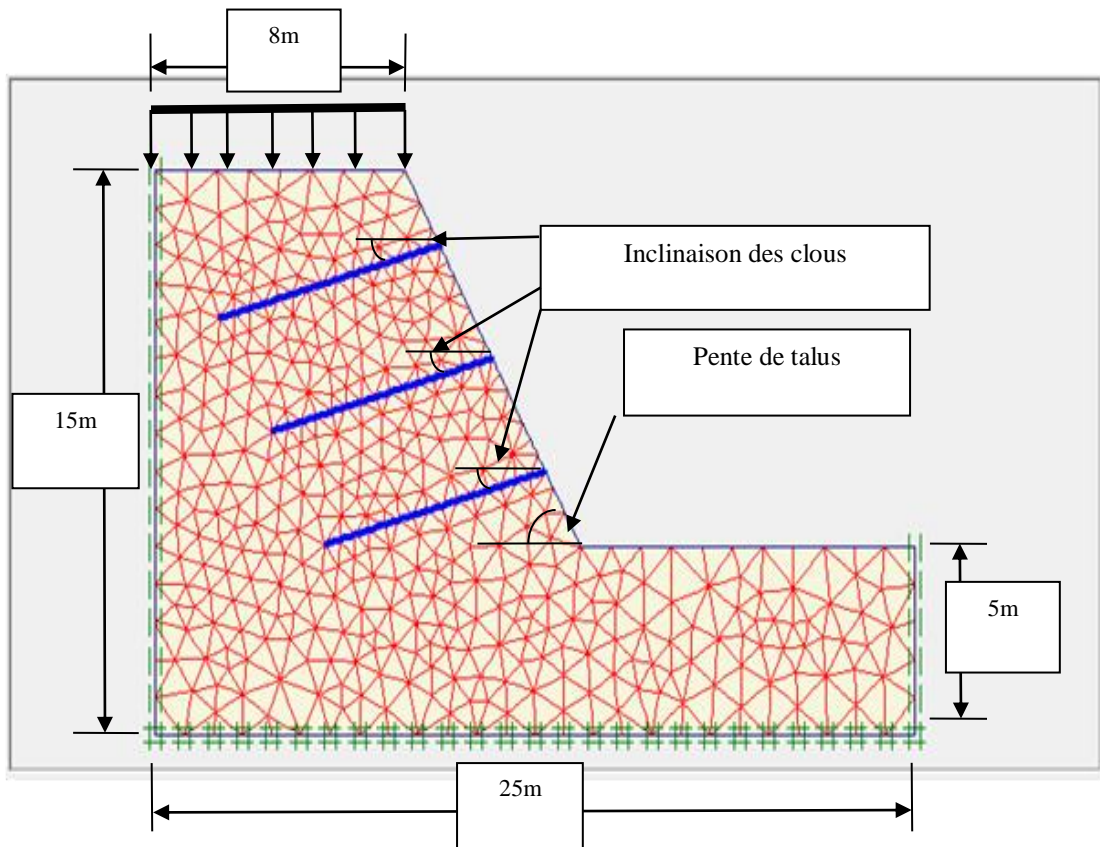 8m
Inclinaison des clous
Pente de talus
15m
5m
25m